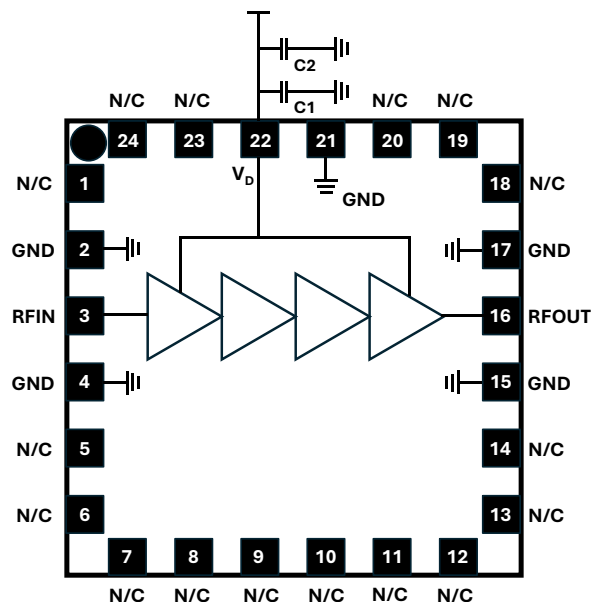 C2
C1
N/C N/C N/C N/C
24 23 22 21 20 19
V_D
GND
N/C 1 18 N/C
GND 2 17 GND
RFIN 3 16 RFOUT
GND 4 15 GND
N/C 5 14 N/C
N/C 6 13 N/C
7 8 9 10 11 12
N/C N/C N/C N/C N/C N/C